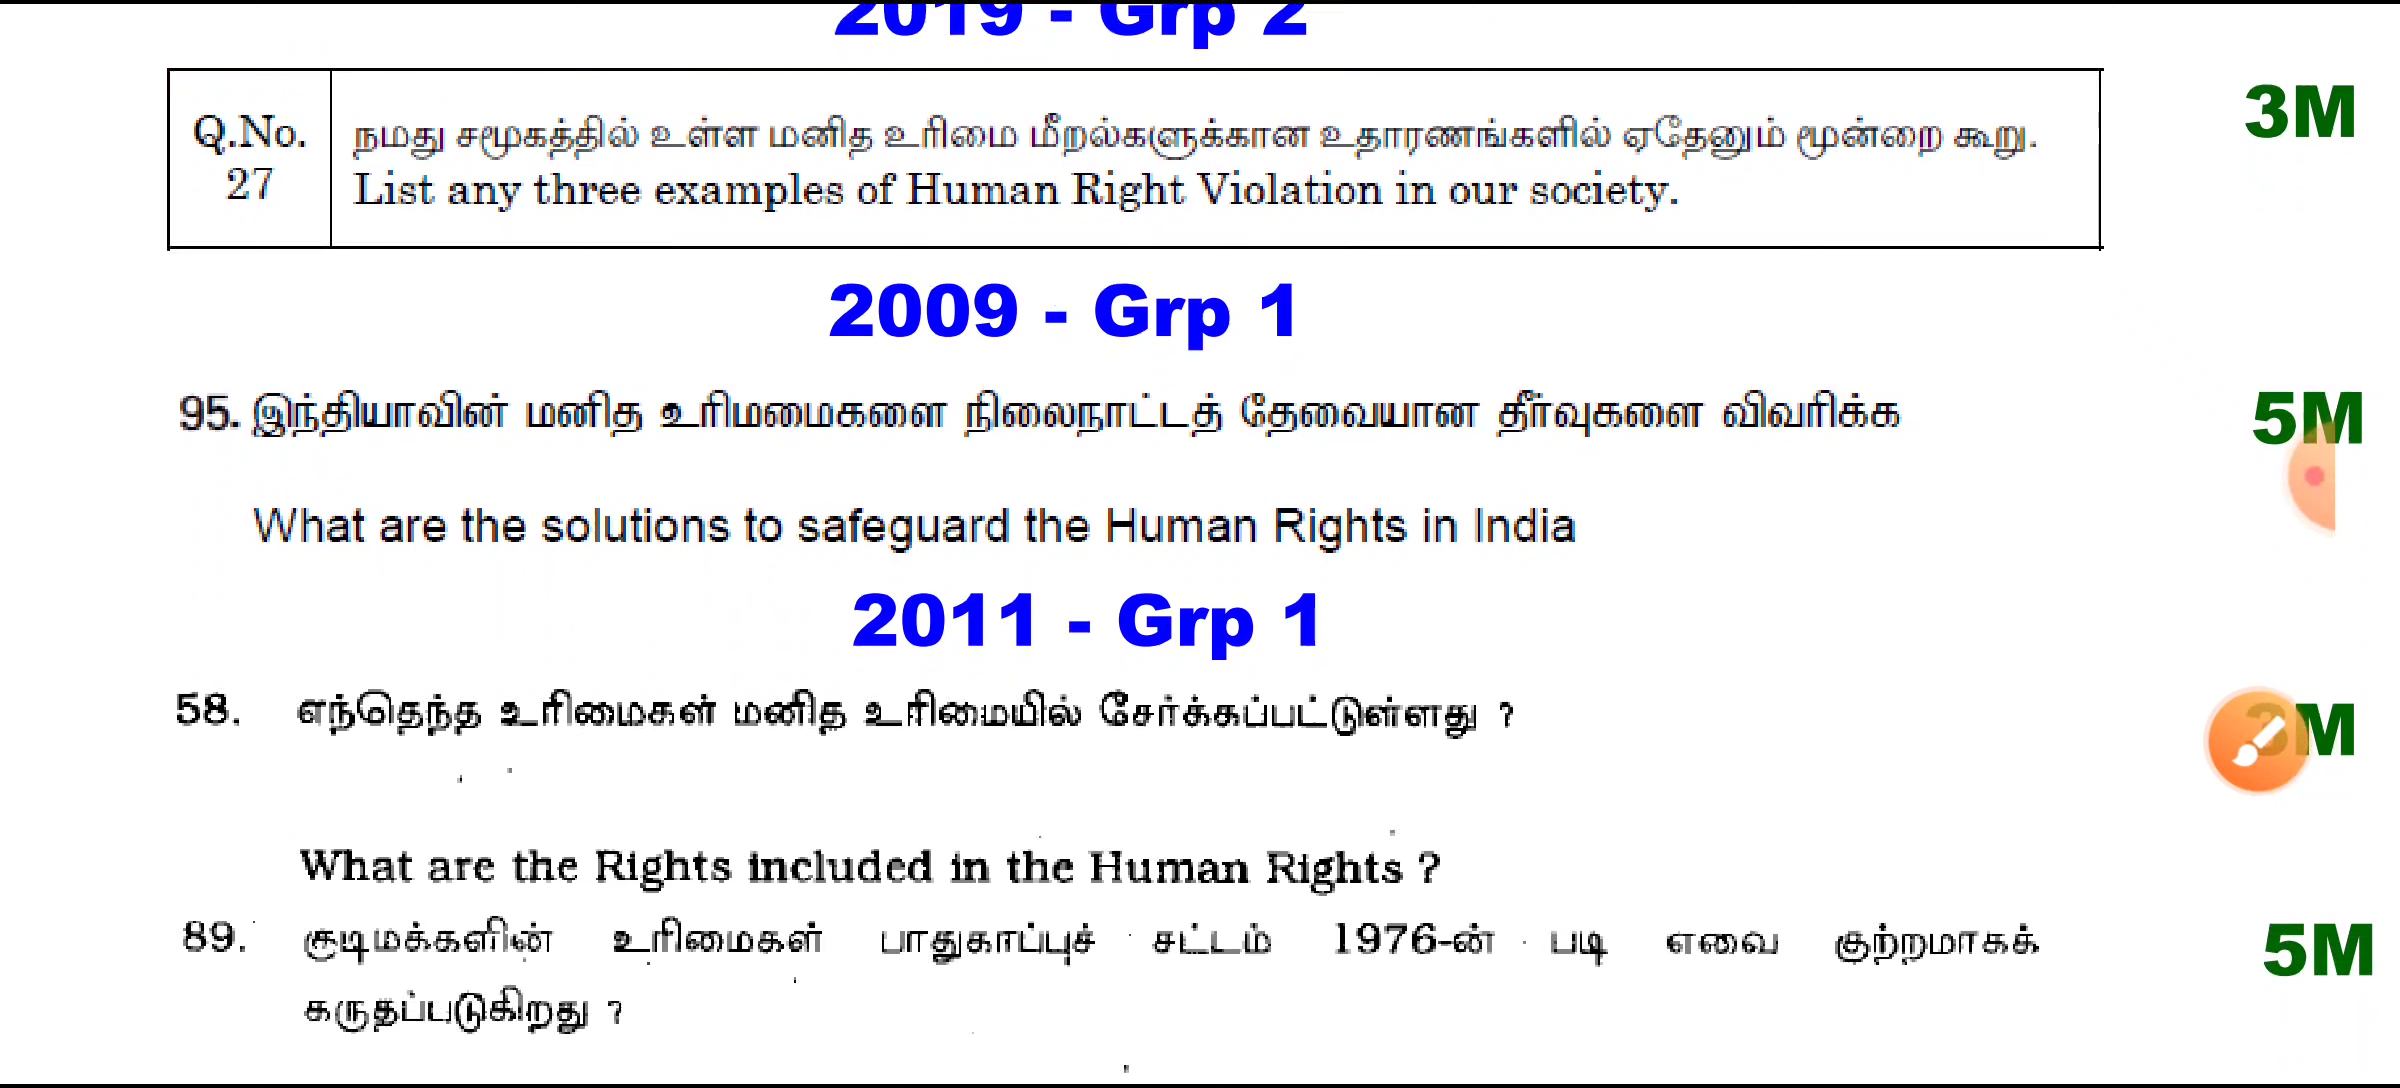 2019 - Grp 2
3M
Q.No. 27
நமது சமூகத்தில் உள்ள மனித உரிமை மீறல்களுக்கான உதாரணங்களில் ஏதேனும் மூன்றை கூறு.
List any three examples of Human Right Violation in our society.
2009 - Grp 1
95. இந்தியாவின் மனித உரிமமைகளை நிலைநாட்டத் தேவையான தீர்வுகளை விவரிக்க
5M
What are the solutions to safeguard the Human Rights in India
2011 - Grp 1
58. எந்தெந்த உரிமைகள் மனித உரிமையில் சேர்க்கப்பட்டுள்ளது ?
3M
What are the Rights included in the Human Rights ?
89. குடிமக்களின் உரிமைகள் பாதுகாப்புச் சட்டம் 1976-ன் படி எவை குற்றமாகக்
5M
கருதப்படுகிறது ?